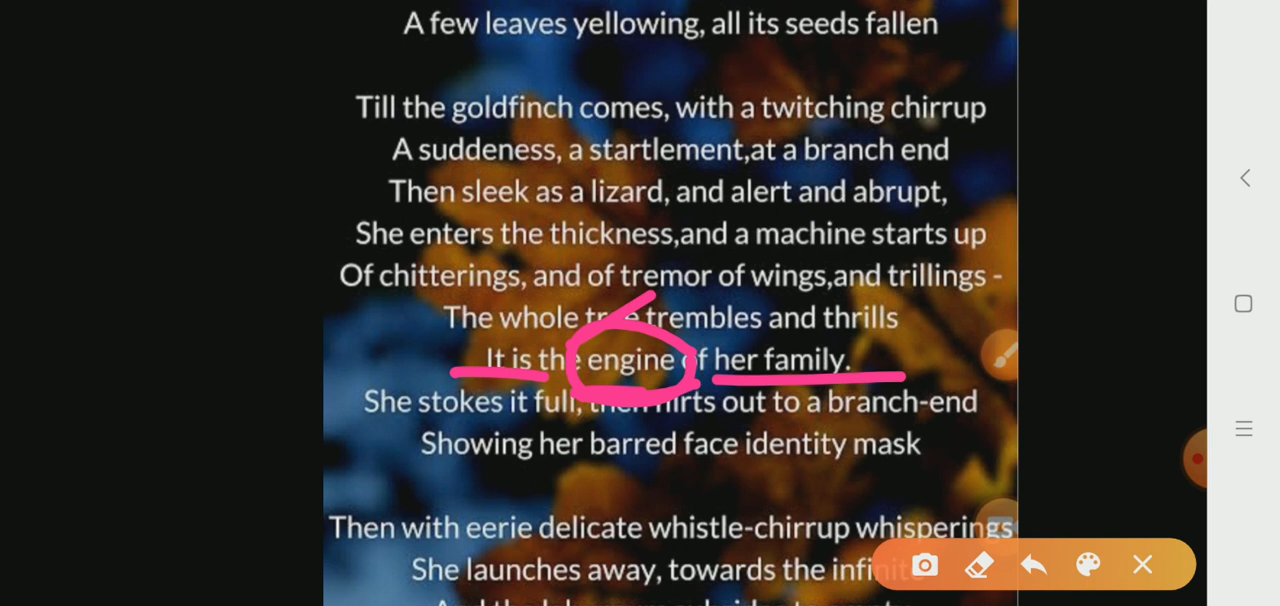 A few leaves yellowing, all its seeds fallen
Till the goldfinch comes, with a twitching chirrup
A suddeness, a startlement,at a branch end
Then sleek as a lizard, and alert and abrupt,
She enters the thickness,and a machine starts up
Of chitterings, and of tremor of wings,and trillings -
The whole tree trembles and thrills
It is the engine of her family.
She stokes it full, then flirts out to a branch-end
Showing her barred face identity mask
Then with eerie delicate whistle-chirrup whisperings
She launches away, towards the infinite